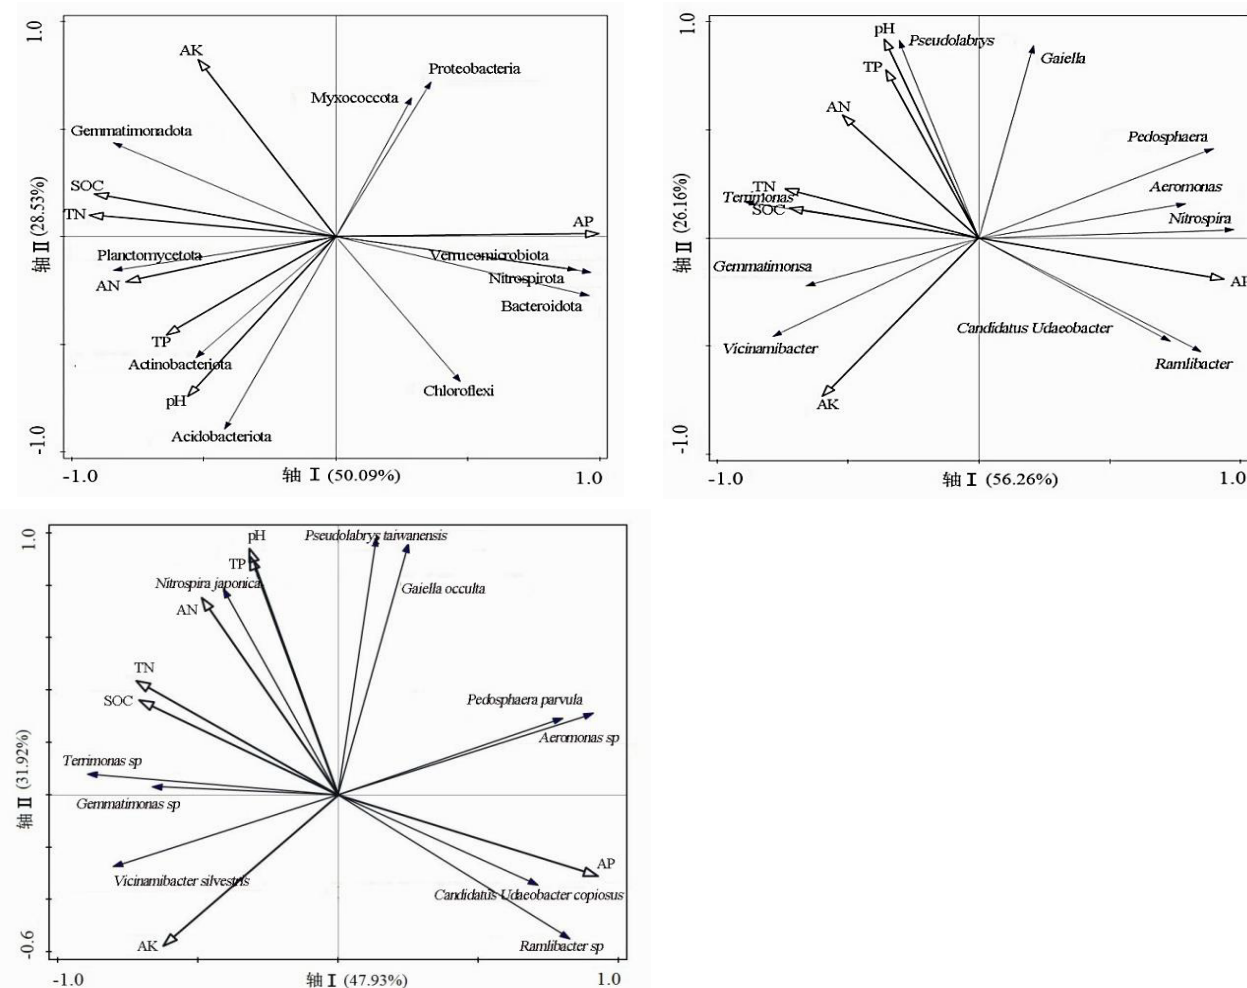 1.0
AK
Proteobacteria
Myxococcota
Gemmatimonadota
SOC
TN
AP
Planctomycetota
AN
Verrucomicrobiota
Nitrospirota
Bacteroidota
TP
Actinobacteriota
pH
Chloroflexi
Acidobacteriota
轴 II (28.53%)
-1.0
-1.0
轴 I (50.09%)
1.0
1.0
pH
Pseudolabrys
Gaiella
TP
AN
Pedosphaera
TN
Aeromonas
Terrimonas
SOC
Nitrospira
Gemmatimonsa
AP
Candidatus Udaeobacter
Vicinamibacter
Ramlibacter
AK
轴 II (26.16%)
-1.0
-1.0
轴 I (56.26%)
1.0
1.0
pH
Pseudolabrys taiwanensis
TP
Nitrospira japonica
Gaiella occulta
AN
TN
SOC
Pedosphaera parvula
Aeromonas sp
Terrimonas sp
Gemmatimonas sp
AP
Vicinamibacter silvestris
Candidatus Udaeobacter copiosus
AK
Ramlibacter sp
轴 II (31.92%)
-0.6
-1.0
轴 I (47.93%)
1.0